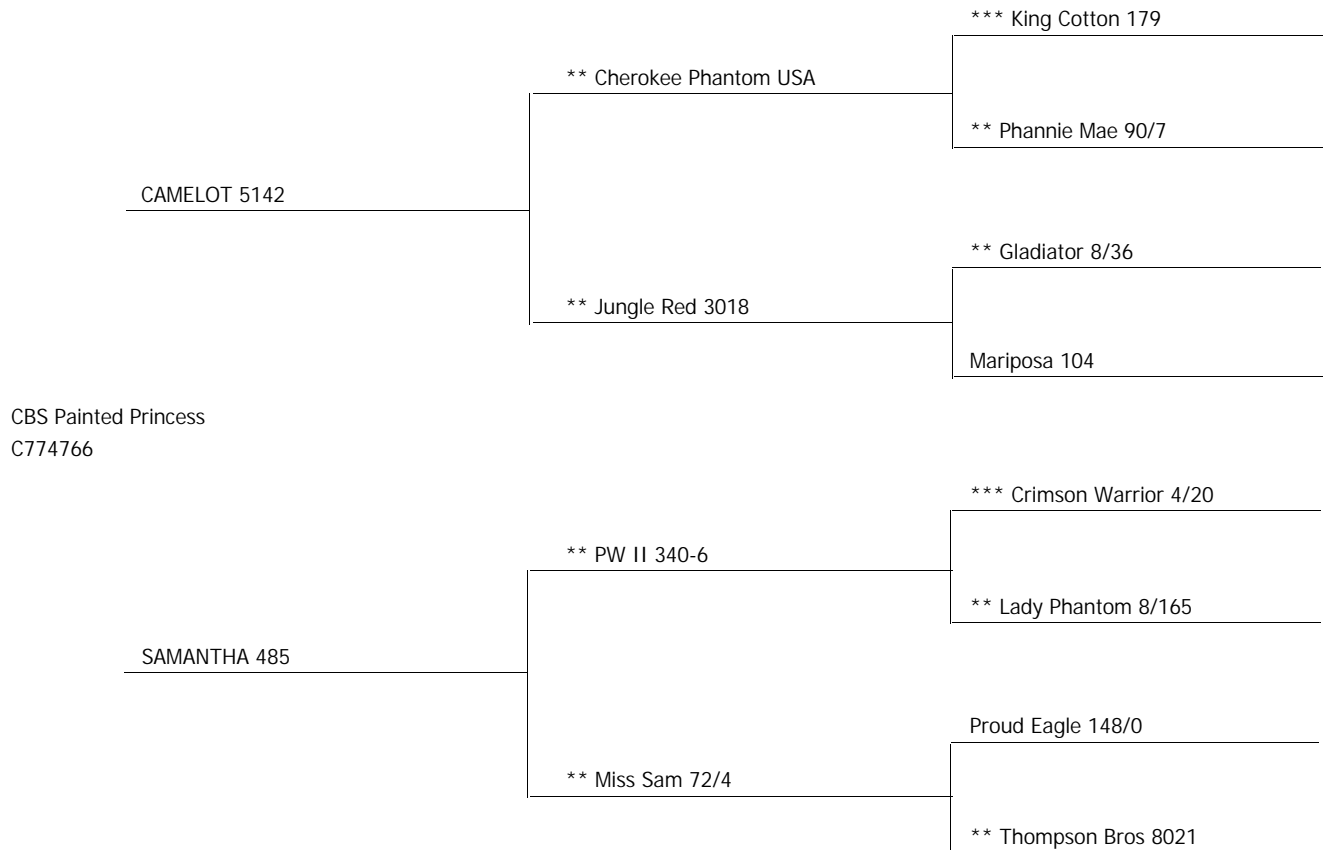 *** King Cotton 179
** Cherokee Phantom USA
** Phannie Mae 90/7
CAMELOT 5142
** Gladiator 8/36
** Jungle Red 3018
Mariposa 104
CBS Painted Princess
C774766
*** Crimson Warrior 4/20
** PW II 340-6
** Lady Phantom 8/165
SAMANTHA 485
Proud Eagle 148/0
** Miss Sam 72/4
** Thompson Bros 8021